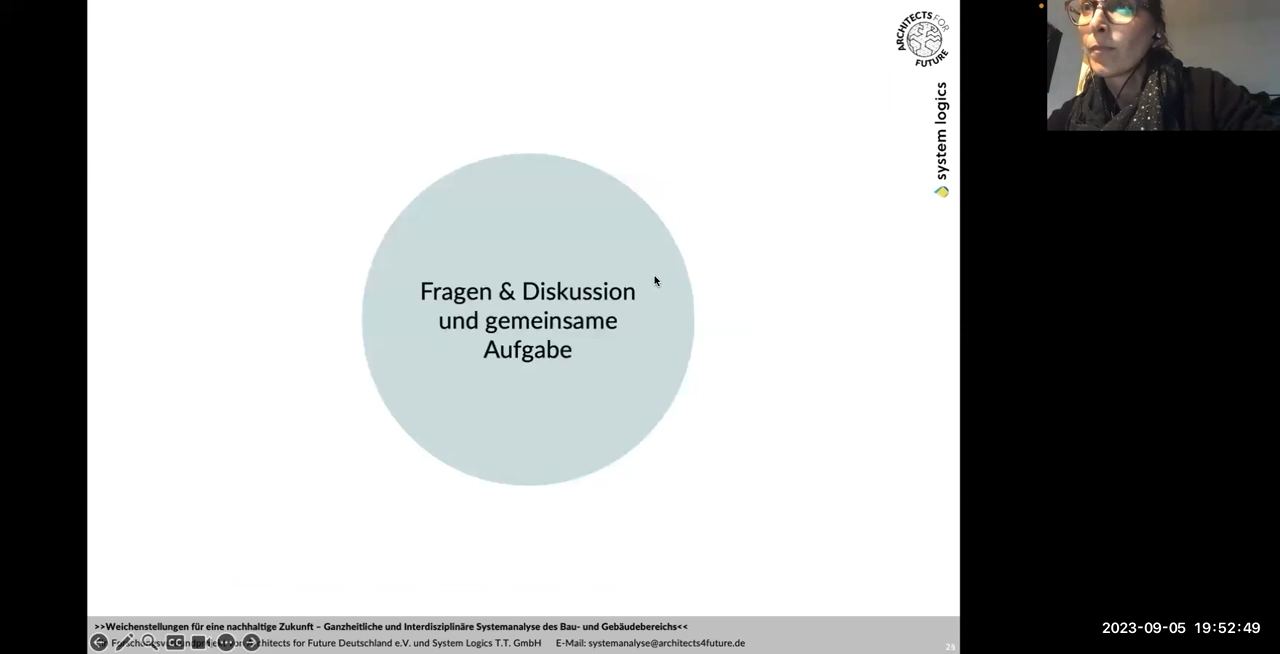 ARCHITECTS FOR
FUTURE
system logics
Fragen & Diskussion
und gemeinsame
Aufgabe
>>Weichenstellungen für eine nachhaltige Zukunft – Ganzheitliche und Interdisziplinäre Systemanalyse des Bau- und Gebäudebereichs<<
chitects for Future Deutschland e.V. und System Logics T.T. GmbH E-Mail: systemanalyse@architects4future.de
CC
2023-09-05 19:52:49